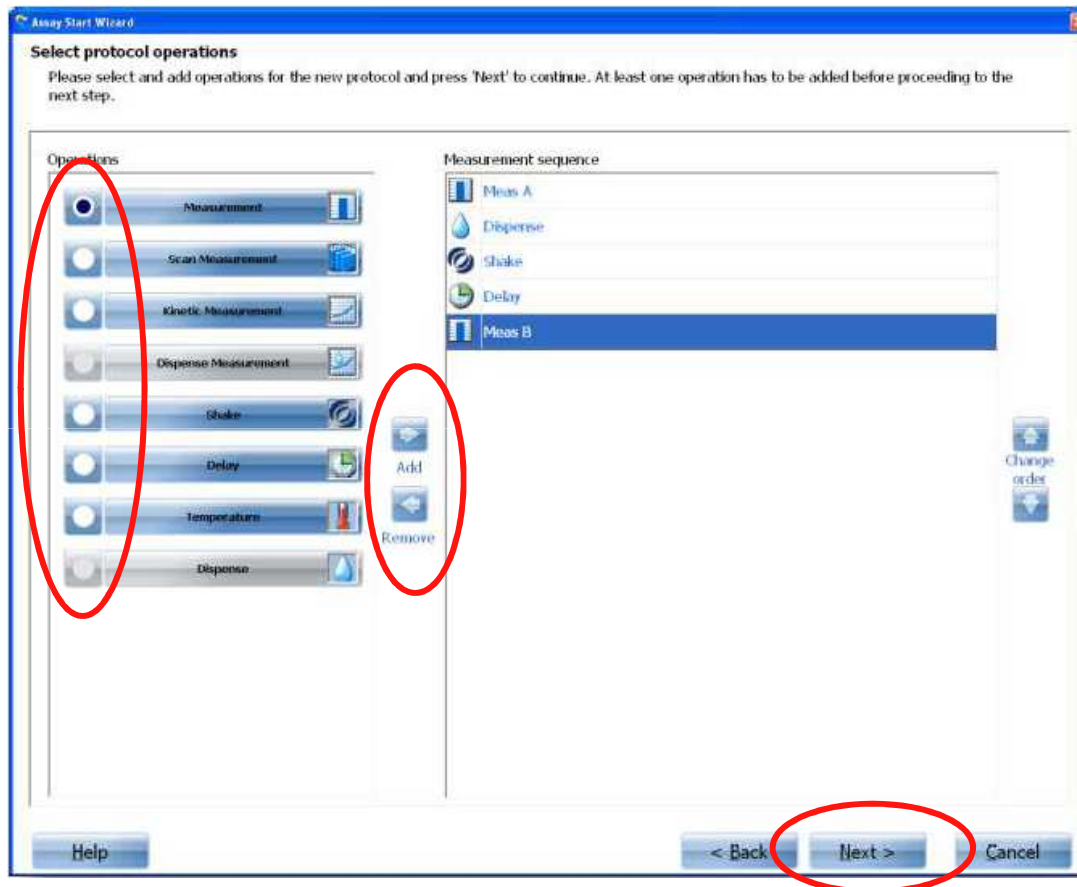 Assay Start Wizard
Select protocol operations
Please select and add operations for the new protocol and press 'Next' to continue. At least one operation has to be added before proceeding to the
next step.
Operations
Measurement
Scan Measurement
Kinetic Measurement
Dispense Measurement
Shake
Delay
Temperature
Dispense
Add
Remove
Measurement sequence
Meas A
Dispense
Shake
Delay
Meas B
Change
order
Help
< Back
Next >
Cancel